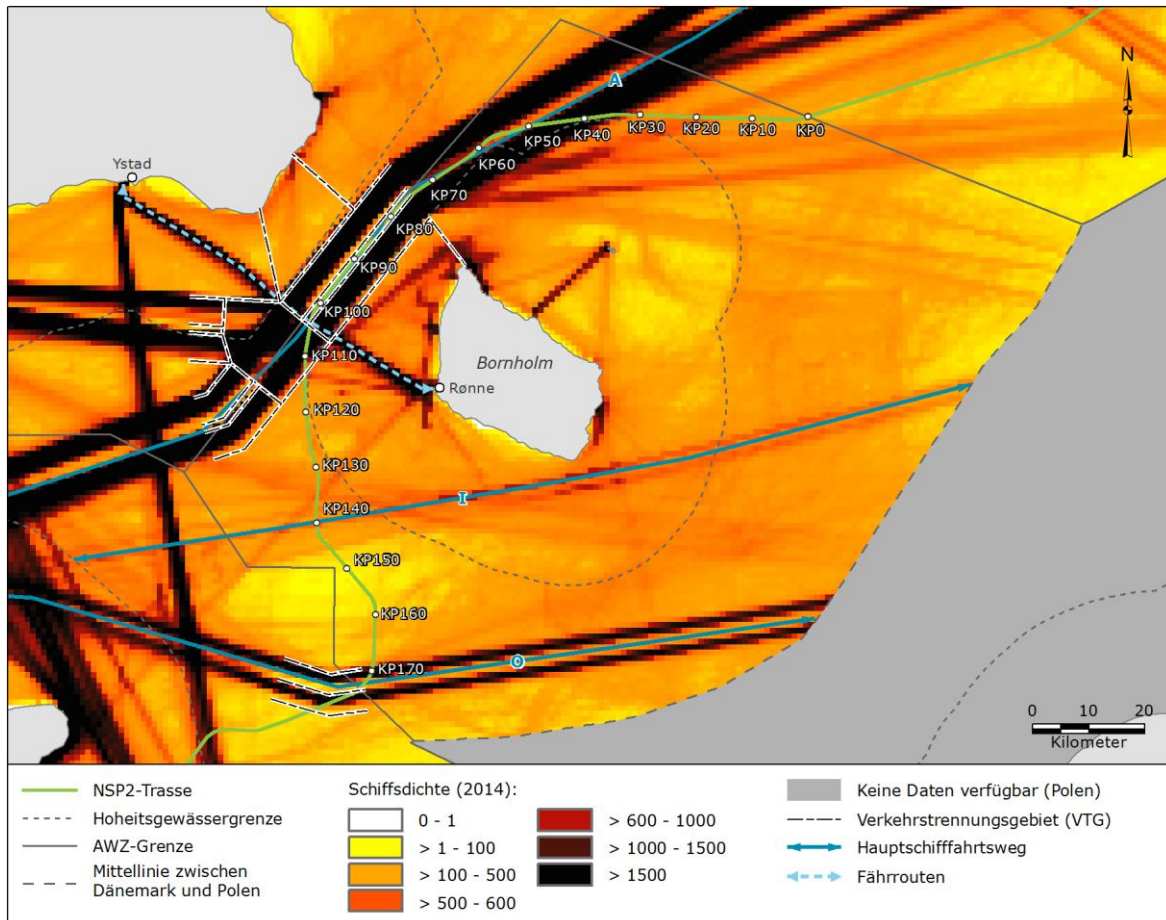 A
N
KP50
KP40
KP30
KP20
KP10
KP0
KP60
Ystad
KP70
KP80
KP90
KP100
KP110
Bornholm
Rønne
KP120
KP130
I
KP140
KP150
KP160
O
KP170
0 10 20
Kilometer
NSP2-Trasse
Hoheitsgewässergrenze
AWZ-Grenze
Mittellinie zwischen
Dänemark und Polen
Schiffsdichte (2014):
0 - 1
> 1 - 100
> 100 - 500
> 500 - 600
> 600 - 1000
> 1000 - 1500
> 1500
Keine Daten verfügbar (Polen)
Verkehrstrennungsgebiet (VTG)
Hauptschifffahrtsweg
Fährrouten